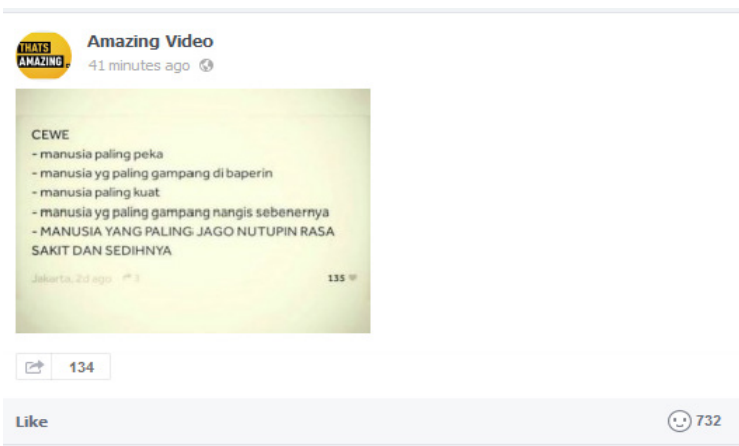 THATS
AMAZING
Amazing Video
41 minutes ago
CEWE
- manusia paling peka
- manusia yg paling gampang di baperin
- manusia paling kuat
- manusia yg paling gampang nangis sebenernya
- MANUSIA YANG PALING JAGO NUTUPIN RASA
SAKIT DAN SEDIHNYA
Jakarta, 2d ago 3
135
134
Like
732